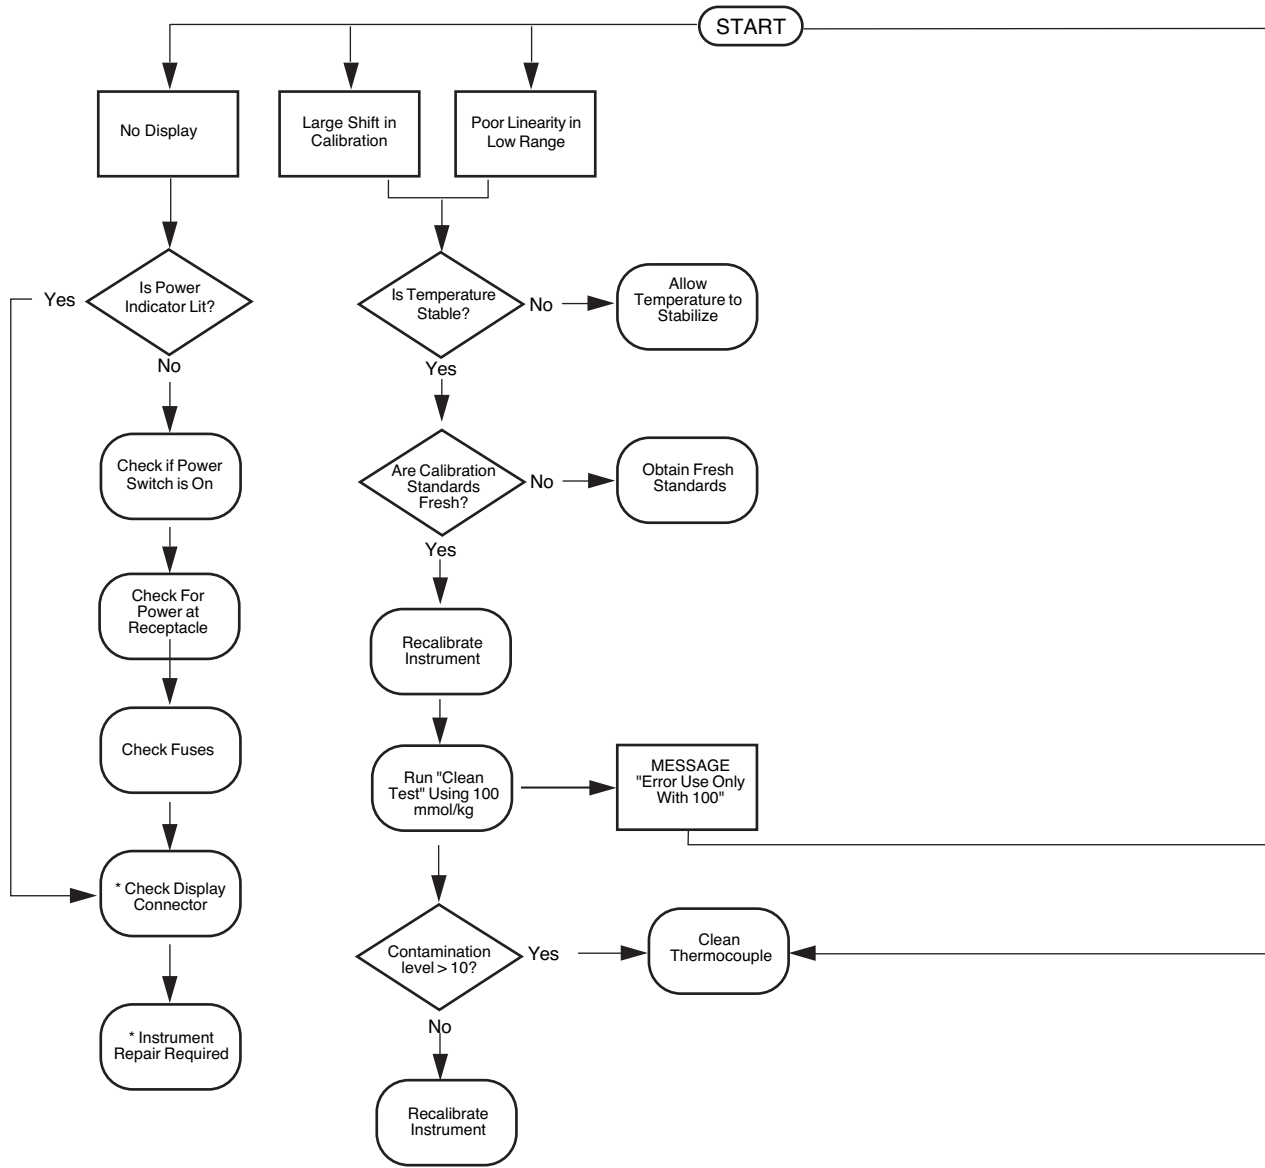 START
No Display
Large Shift in
Calibration
Poor Linearity in
Low Range
Is Power
Indicator Lit?
Yes
No
Is Temperature
Stable?
No
Allow
Temperature to
Stabilize
Yes
Check if Power
Switch is On
Are Calibration
Standards
Fresh?
No
Obtain Fresh
Standards
Yes
Check For
Power at
Receptacle
Recalibrate
Instrument
Check Fuses
Run "Clean
Test" Using 100
mmol/kg
MESSAGE
"Error Use Only
With 100"
* Check Display
Connector
Contamination
level > 10?
Yes
Clean
Thermocouple
No
* Instrument
Repair Required
Recalibrate
Instrument